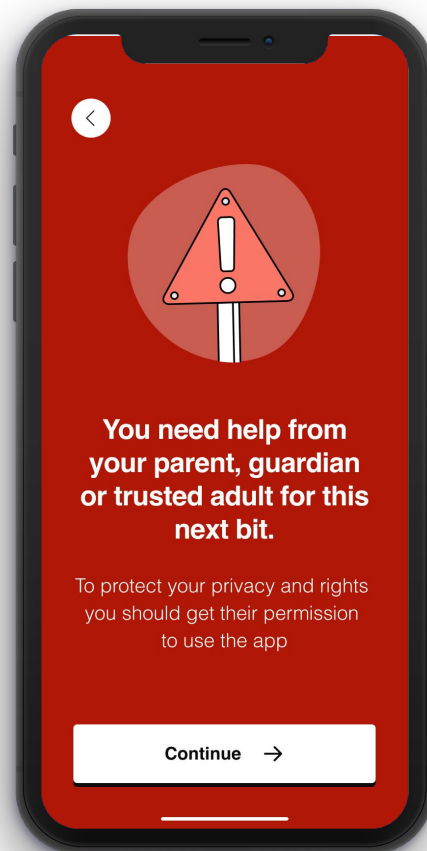 You need help from
your parent, guardian
or trusted adult for this
next bit.
To protect your privacy and rights
you should get their permission
to use the app
Continue